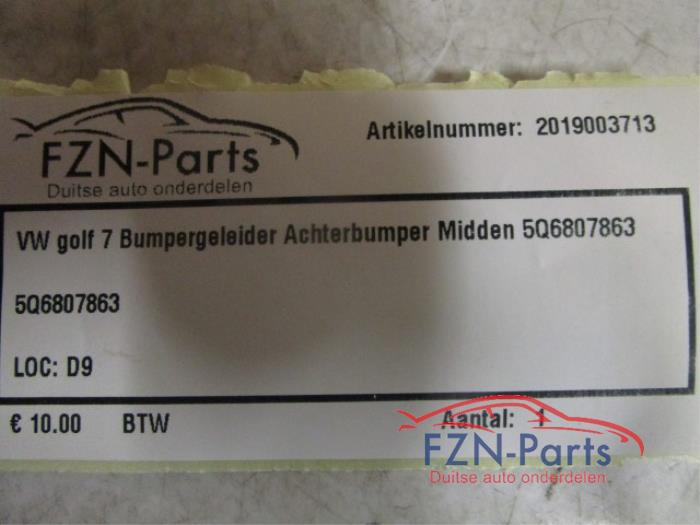 FZN-Parts
Duitse auto onderdelen
Artikelnummer: 2019003713
VW golf 7 Bumpergeleider Achterbumper Midden 5Q6807863
5Q6807863
LOC: D9
€ 10.00 BTW Aantal: 1
FZN-Parts
Duitse auto onderdelen